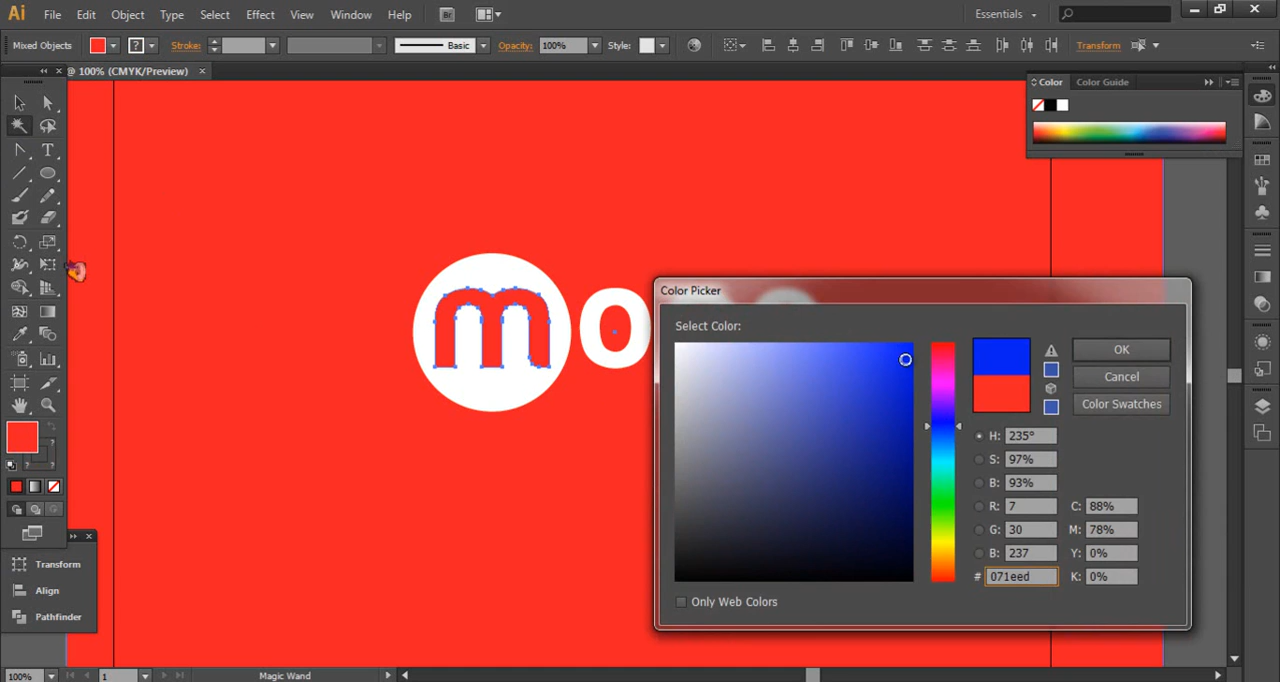 Ai File Edit Object Type Select Effect View Window Help Br Essentials
Mixed Objects Stroke: Basic Opacity: 100% Style: Transform
@ 100% (CMYK/Preview) ×
Color Color Guide
T
mo
Color Picker
Select Color:
OK
Cancel
Color Swatches
H: 235°
S: 97%
B: 93%
R: 7 C: 88%
G: 30 M: 78%
B: 237 Y: 0%
# 071eed K: 0%
Only Web Colors
Transform
Align
Pathfinder
100% 1 Magic Wand